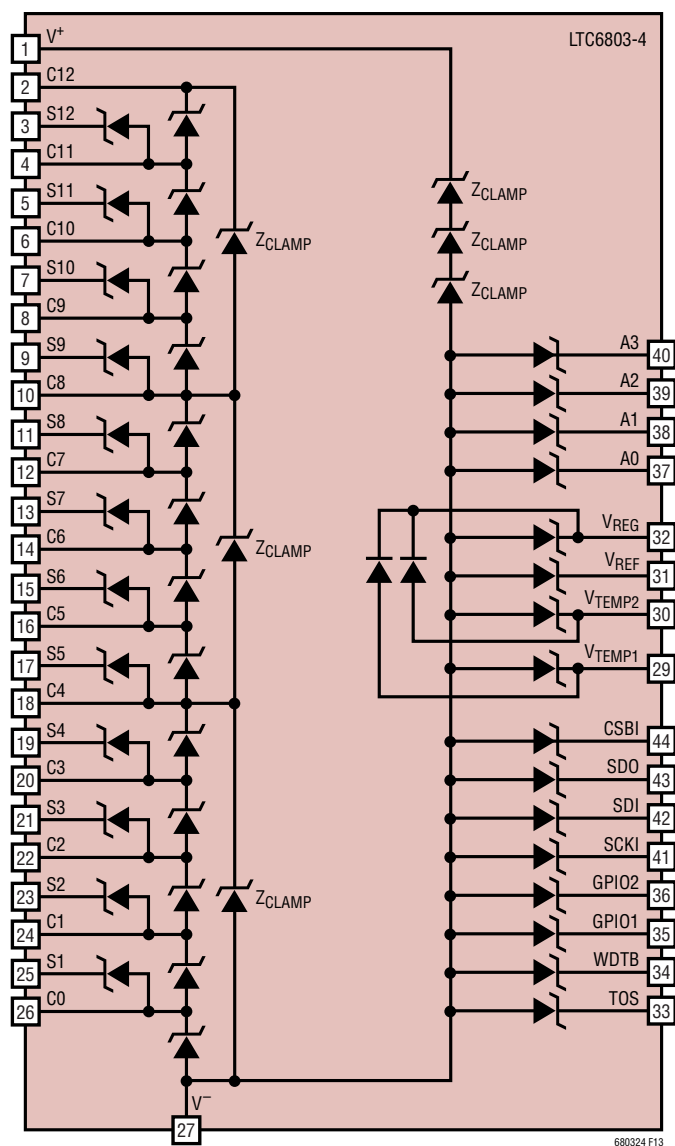 LTC6803-4
1 V+
2 C12
3 S12
4 C11
5 S11
6 C10
7 S10
8 C9
9 S9
10 C8
11 S8
12 C7
13 S7
14 C6
15 S6
16 C5
17 S5
18 C4
19 S4
20 C3
21 S3
22 C2
23 S2
24 C1
25 S1
26 C0
V−
27
ZCLAMP
ZCLAMP
ZCLAMP
ZCLAMP
ZCLAMP
ZCLAMP
A3 40
A2 39
A1 38
A0 37
VREG 32
VREF 31
VTEMP2 30
VTEMP1 29
CSBI 44
SDO 43
SDI 42
SCKI 41
GPIO2 36
GPIO1 35
WDTB 34
TOS 33
680324 F13